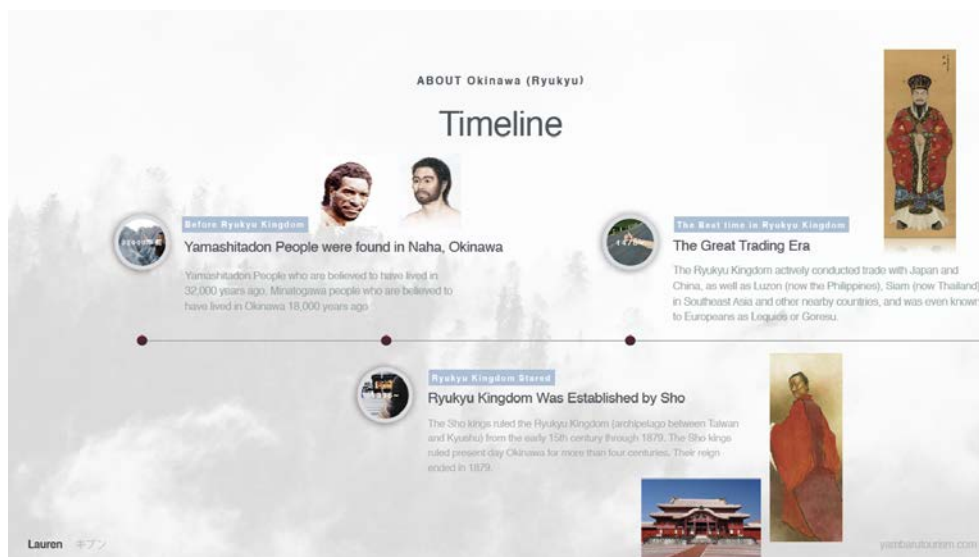 ABOUT Okinawa (Ryukyu)
Timeline
Before Ryukyu Kingdom
Yamashitadon People were found in Naha, Okinawa
Yamashitadon People who are believed to have lived in
32,000 years ago. Minatogawa people who are believed to
have lived in Okinawa 18,000 years ago
The Best time in Ryukyu Kingdom
The Great Trading Era
The Ryukyu Kingdom actively conducted trade with Japan and
China, as well as Luzon (now the Philippines), Siam (now Thailand)
in Southeast Asia and other nearby countries, and was even known
to Europeans as Lequios or Goresu.
Ryukyu Kingdom Stared
Ryukyu Kingdom Was Established by Sho
The Sho kings ruled the Ryukyu Kingdom (archipelago between Taiwan
and Kyushu) from the early 15th century through 1879. The Sho kings
ruled present day Okinawa for more than four centuries. Their reign
ended in 1879.
Lauren キブン
yambarutourism.com